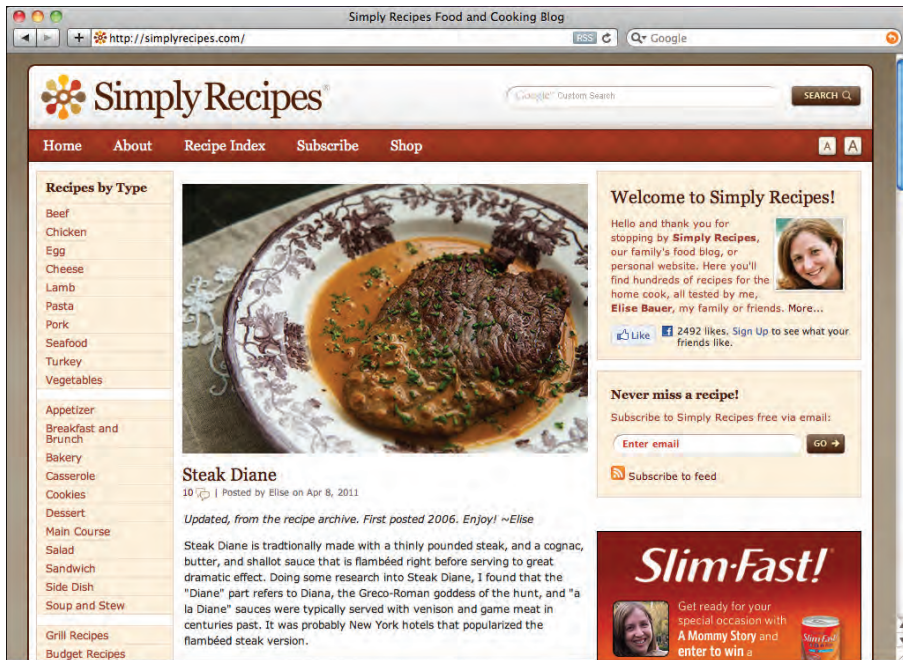 Simply Recipes Food and Cooking Blog
http://simplyrecipes.com/
RSS
Google
Simply Recipes
Google™ Custom Search
SEARCH
Home About Recipe Index Subscribe Shop
A A
Recipes by Type
Beef
Chicken
Egg
Cheese
Lamb
Pasta
Pork
Seafood
Turkey
Vegetables
Appetizer
Breakfast and
Brunch
Bakery
Casserole
Cookies
Dessert
Main Course
Salad
Sandwich
Side Dish
Soup and Stew
Grill Recipes
Budget Recipes
Steak Diane
10 | Posted by Elise on Apr 8, 2011
Updated, from the recipe archive. First posted 2006. Enjoy! ~Elise
Steak Diane is tradtionally made with a thinly pounded steak, and a cognac,
butter, and shallot sauce that is flambéed right before serving to great
dramatic effect. Doing some research into Steak Diane, I found that the
"Diane" part refers to Diana, the Greco-Roman goddess of the hunt, and "a
la Diane" sauces were typically served with venison and game meat in
centuries past. It was probably New York hotels that popularized the
flambéed steak version.
Welcome to Simply Recipes!
Hello and thank you for
stopping by Simply Recipes,
our family's food blog, or
personal website. Here you'll
find hundreds of recipes for the
home cook, all tested by me,
Elise Bauer, my family or friends. More...
Like
2492 likes. Sign Up to see what your
friends like.
Never miss a recipe!
Subscribe to Simply Recipes free via email:
Enter email
GO →
Subscribe to feed
Slim·Fast!
Get ready for your
special occasion with
A Mommy Story and
enter to win a
Slim·Fast!